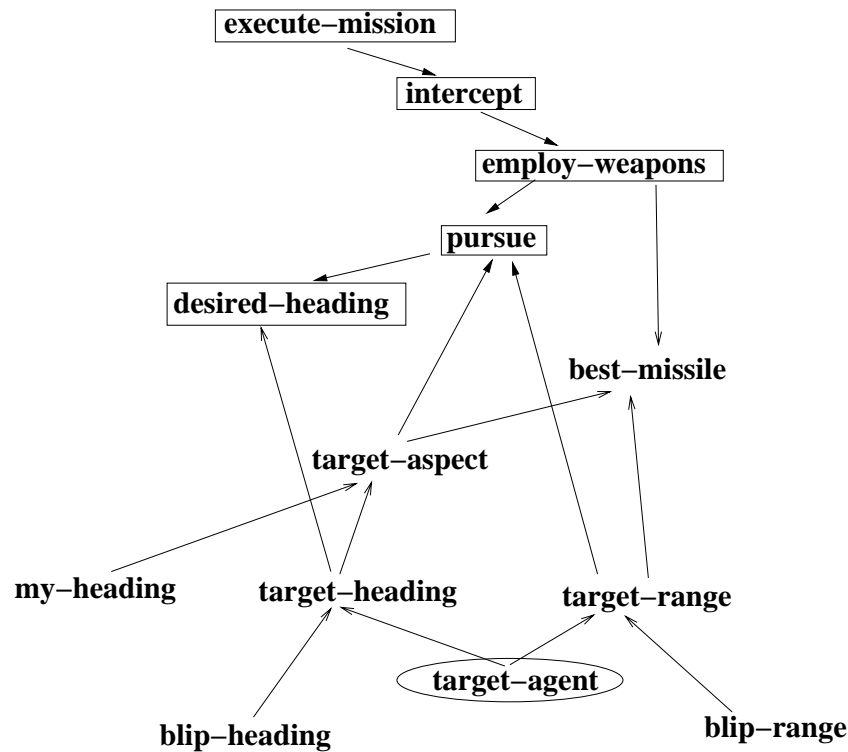 execute−mission
intercept
employ−weapons
pursue
desired−heading
best−missile
target−aspect
my−heading
target−heading
target−range
target−agent
blip−heading
blip−range